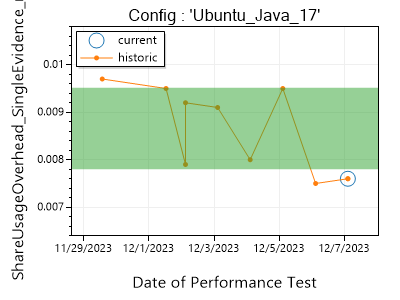 Config : 'Ubuntu_Java_17'
ShareUsageOverhead_SingleEvidence_
current
historic
0.01
0.009
0.008
0.007
11/29/2023 12/1/2023 12/3/2023 12/5/2023 12/7/2023
Date of Performance Test